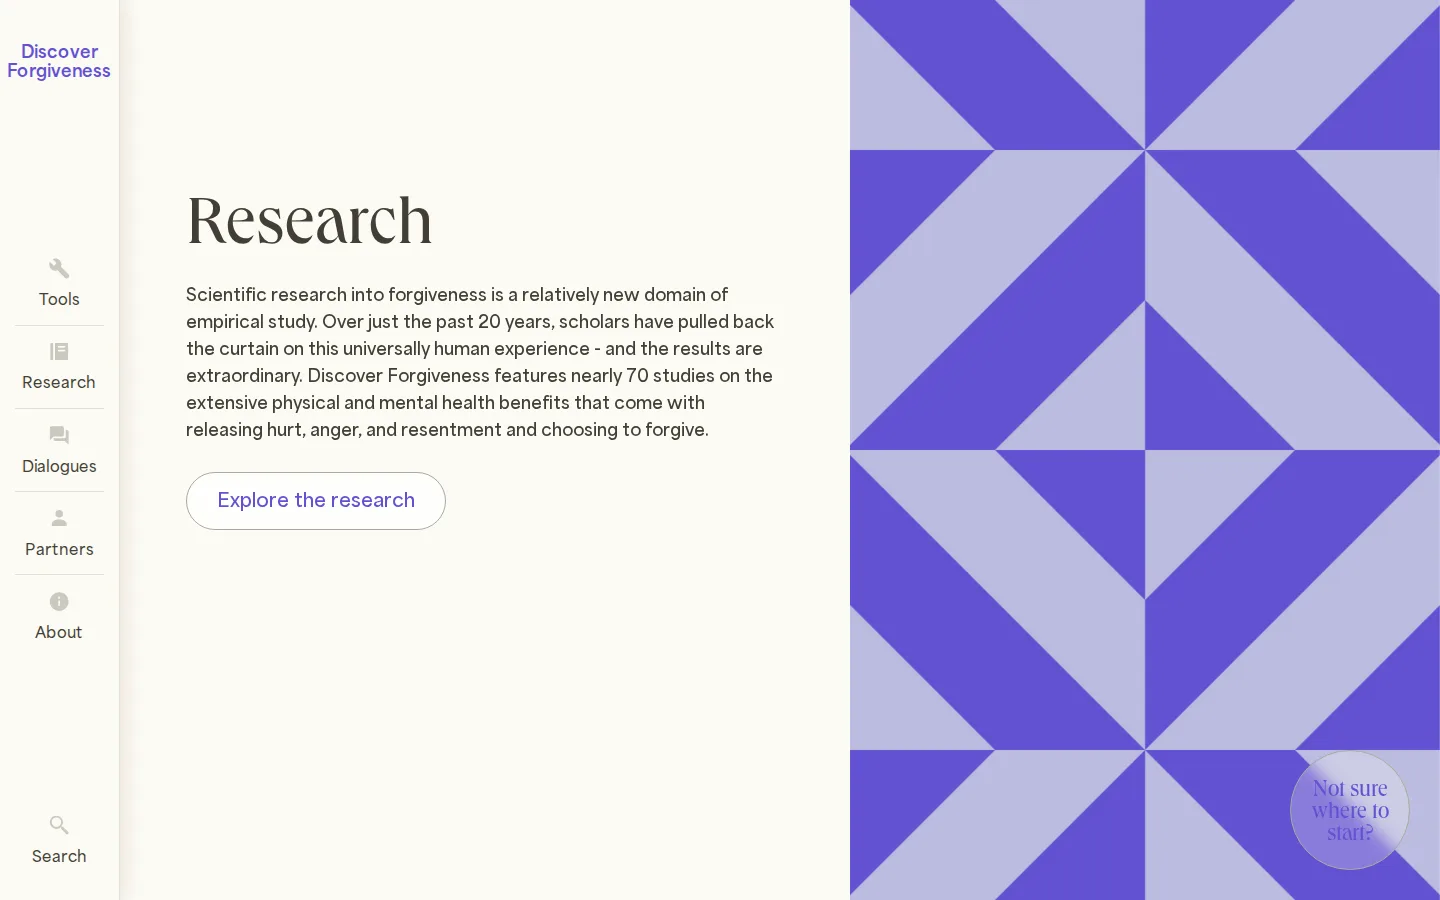 Discover
Forgiveness
Tools
Research
Dialogues
Partners
About
Search
Research
Scientific research into forgiveness is a relatively new domain of
empirical study. Over just the past 20 years, scholars have pulled back
the curtain on this universally human experience - and the results are
extraordinary. Discover Forgiveness features nearly 70 studies on the
extensive physical and mental health benefits that come with
releasing hurt, anger, and resentment and choosing to forgive.
Explore the research
Not sure
where to
start?